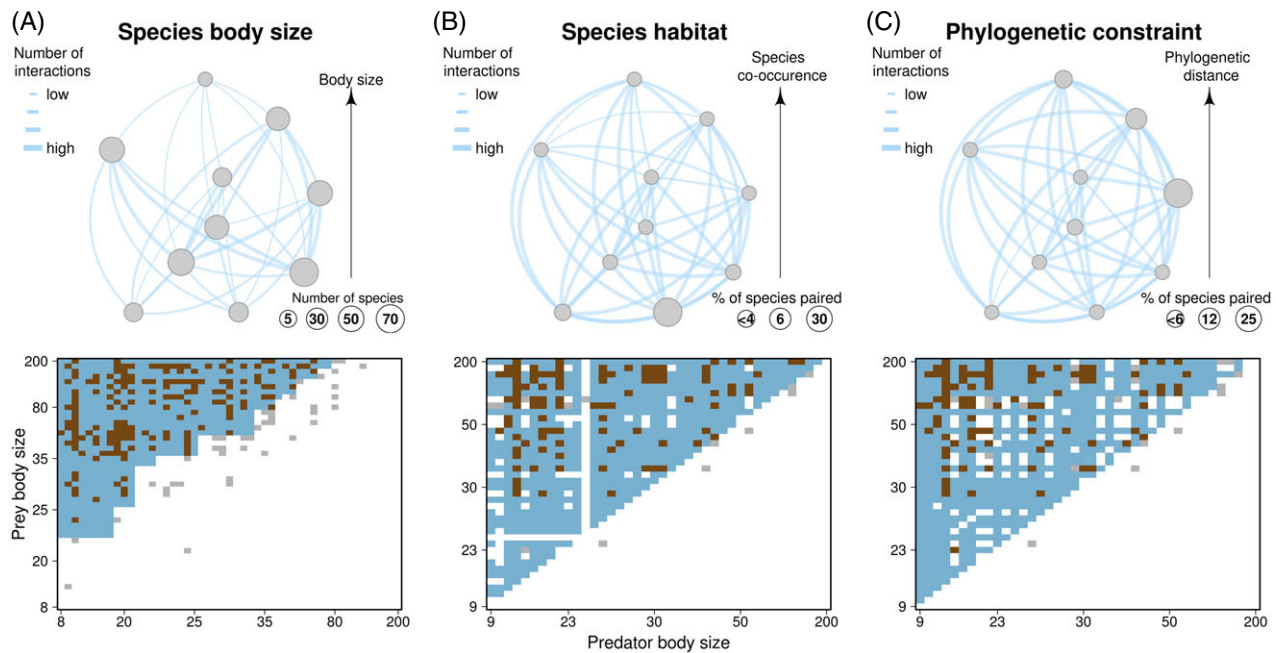 (A)
Species body size
Number of
interactions
low
high
Body size
Number of species
5 30 50 70
(B)
Species habitat
Number of
interactions
low
high
Species
co-occurence
% of species paired
<4 6 30
(C)
Phylogenetic constraint
Number of
interactions
low
high
Phylogenetic
distance
% of species paired
<6 12 25
Prey body size
200
80
35
25
20
8
8 20 35 80 200
200
50
30
23
9
9 23 30 50 200
Predator body size
200
50
30
23
9
9 23 30 50 200